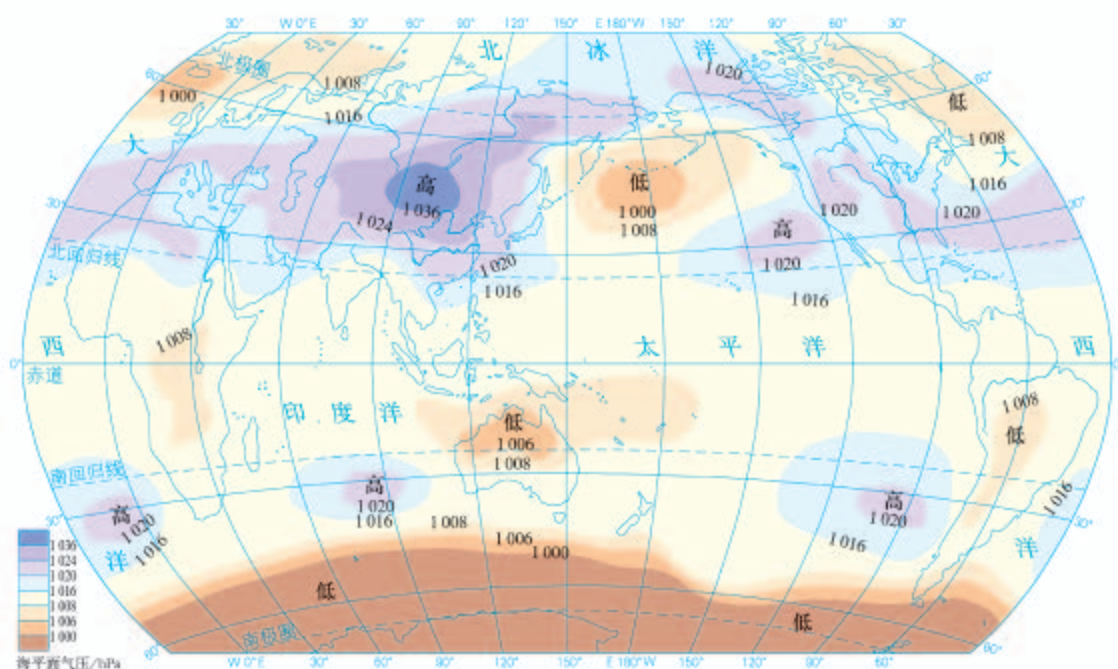 30° W 0°E 30° 60° 90° 120° 150° E 180°W 150° 120° 90° 60° 30°
北 冰 洋
60° 北极圈 1 020 60°
1 008 低
1 000
1 016 1 008
大 大
高 低 1 016
30° 1 036 1 000 1 020 1 020 30°
1 024 1 008 高
北回归线 1 020 1 020
1 016 1 016
1 008
西 太 平 洋 西
0° 赤道
印 度 洋 1 008
低 低
1 006
南回归线 1 008
高 高 高 1 016
30° 1 020 1 020 1 020 30°
1 016 1 016 1 008 1 016
1 006
洋 1 000 洋
低 低
南极圈
60° 60°
W 0°E 30° 60° 90° 120° 150° E 180°W 150° 120° 90° 60°
1 036
1 024
1 020
1 016
1 008
1 006
1 000
海平面气压/hPa